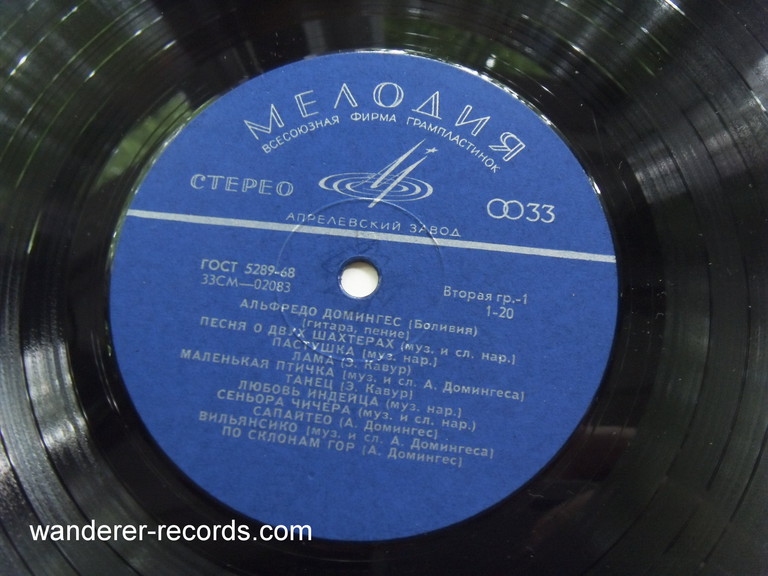 МЕЛОДИЯ
ВСЕСОЮЗНАЯ ФИРМА ГРАМПЛАСТИНОК
СТЕРЕО
33
АПРЕЛЕВСКИЙ ЗАВОД
ГОСТ 5289-68
33СМ—02083
Вторая гр.-1
1-20
АЛЬФРЕДО ДОМИНГЕС (Боливия)
(гитара, пение)
ПЕСНЯ О ДВУХ ШАХТЕРАХ (муз. и сл. нар.)
ПАСТУШКА (муз. нар.)
ЛАМА (Э. Кавур)
МАЛЕНЬКАЯ ПТИЧКА (муз. и сл. А. Домингеса)
ТАНЕЦ (Э. Кавур)
ЛЮБОВЬ ИНДЕЙЦА (муз. нар.)
СЕНЬОРА ЧИЧЕРА (муз. и сл. нар.)
САПАЙТЕО (А. Домингес)
ВИЛЬЯНСИКО (муз. и сл. А. Домингеса)
ПО СКЛОНАМ ГОР (А. Домингес)
wanderer-records.com